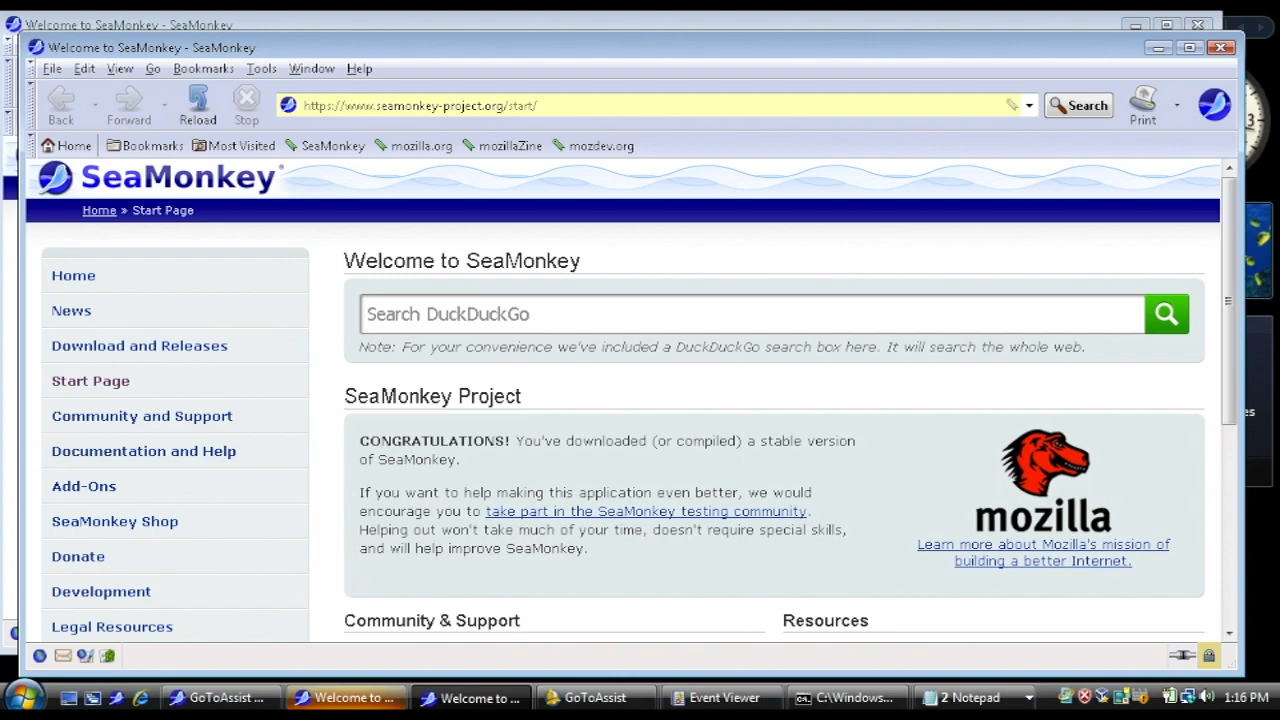 Welcome to SeaMonkey - SeaMonkey
Welcome to SeaMonkey - SeaMonkey
File Edit View Go Bookmarks Tools Window Help
Back Forward Reload Stop https://www.seamonkey-project.org/start/ Search Print
Home Bookmarks Most Visited SeaMonkey mozilla.org mozillaZine mozdev.org
SeaMonkey
Home » Start Page
Home
News
Download and Releases
Start Page
Community and Support
Documentation and Help
Add-Ons
SeaMonkey Shop
Donate
Development
Legal Resources
Welcome to SeaMonkey
Search DuckDuckGo
Note: For your convenience we've included a DuckDuckGo search box here. It will search the whole web.
SeaMonkey Project
CONGRATULATIONS! You've downloaded (or compiled) a stable version
of SeaMonkey.
If you want to help making this application even better, we would
encourage you to take part in the SeaMonkey testing community.
Helping out won't take much of your time, doesn't require special skills,
and will help improve SeaMonkey.
mozilla
Learn more about Mozilla's mission of
building a better Internet.
Community & Support
Resources
GoToAssist ... Welcome to ... Welcome to ... GoToAssist Event Viewer C:\Windows... 2 Notepad 1:16 PM